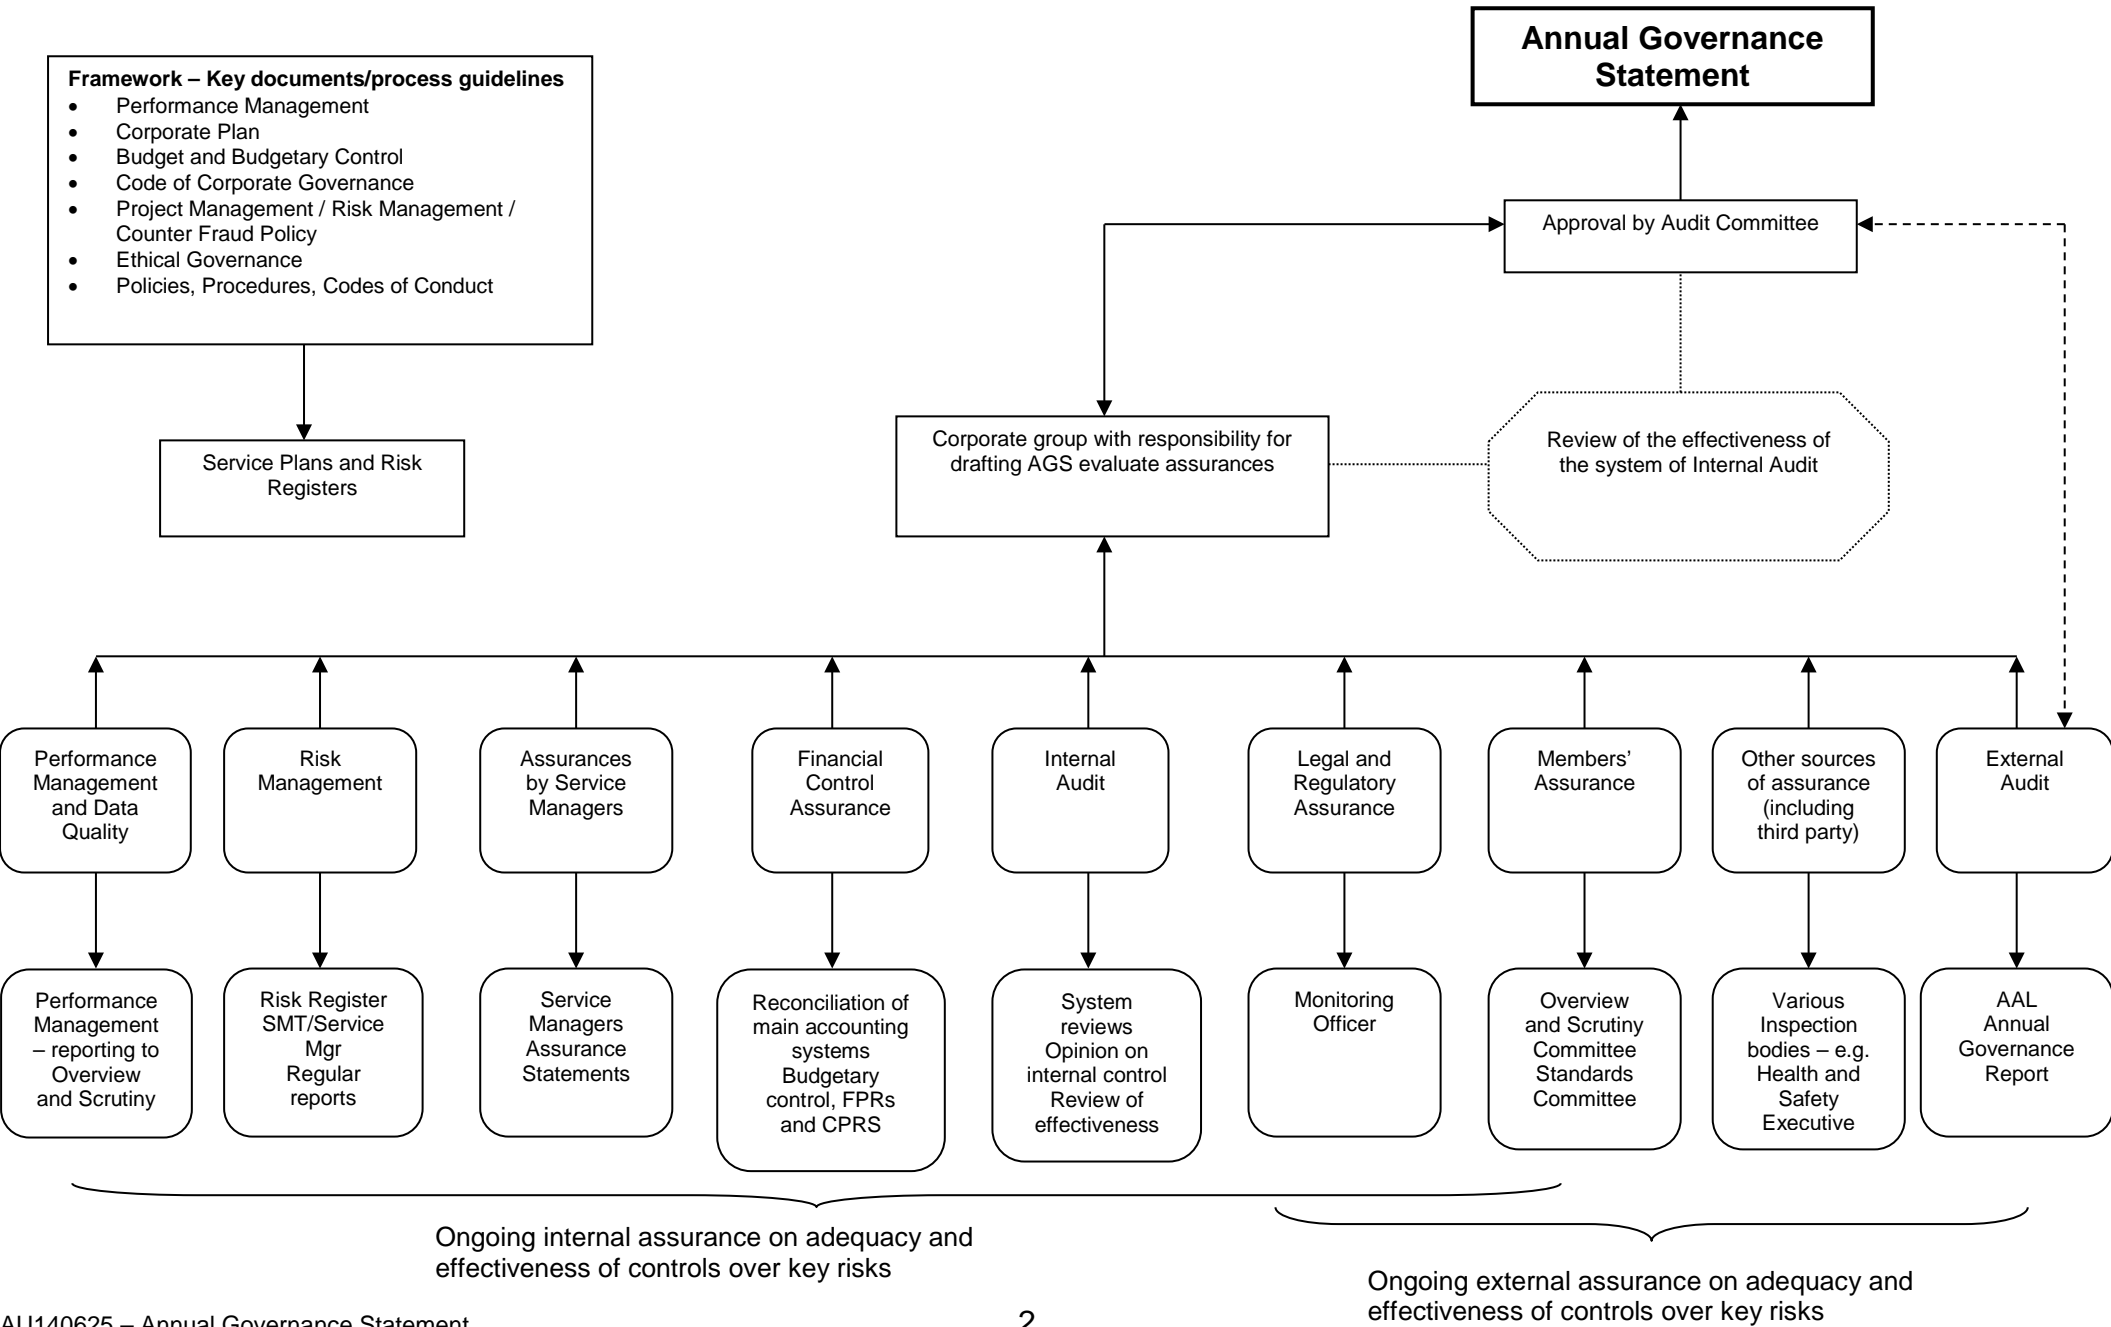 Annual Governance
Statement
Framework – Key documents/process guidelines
• Performance Management
• Corporate Plan
• Budget and Budgetary Control
• Code of Corporate Governance
• Project Management / Risk Management /
Counter Fraud Policy
• Ethical Governance
• Policies, Procedures, Codes of Conduct
Approval by Audit Committee
Service Plans and Risk
Registers
Corporate group with responsibility for
drafting AGS evaluate assurances
Review of the effectiveness of
the system of Internal Audit
Performance
Management
and Data
Quality
Risk
Management
Assurances
by Service
Managers
Financial
Control
Assurance
Internal
Audit
Legal and
Regulatory
Assurance
Members’
Assurance
Other sources
of assurance
(including
third party)
External
Audit
Performance
Management
– reporting to
Overview
and Scrutiny
Risk Register
SMT/Service
Mgr
Regular
reports
Service
Managers
Assurance
Statements
Reconciliation of
main accounting
systems
Budgetary
control, FPRs
and CPRS
System
reviews
Opinion on
internal control
Review of
effectiveness
Monitoring
Officer
Overview
and Scrutiny
Committee
Standards
Committee
Various
Inspection
bodies – e.g.
Health and
Safety
Executive
AAL
Annual
Governance
Report
Ongoing internal assurance on adequacy and
effectiveness of controls over key risks
Ongoing external assurance on adequacy and
effectiveness of controls over key risks
AU140625 – Annual Governance Statement
2